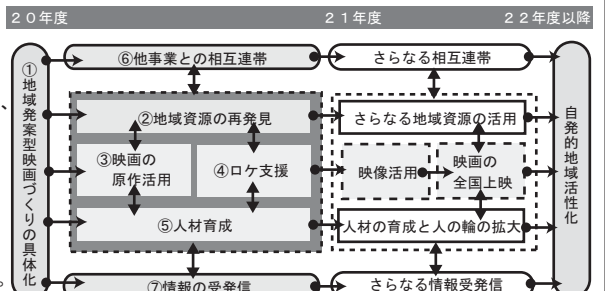 20年度
21年度
22年度以降
①地域発案型映画づくりの具体化
⑥他事業との相互連帯
さらなる相互連帯
②地域資源の再発見
さらなる地域資源の活用
③映画の
原作活用
④ロケ支援
映像活用
映画の
全国上映
⑤人材育成
人材の育成と人の輪の拡大
⑦情報の受発信
さらなる情報受発信
自発的地域活性化
、
。